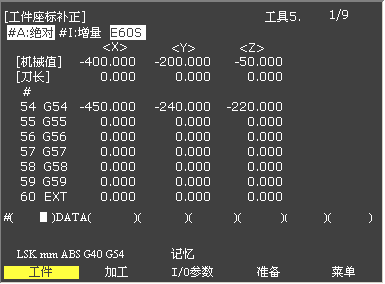 [工件座标补正] 工具5. 1/9
#A:绝对 #I:增量 E60S
<X> <Y> <Z>
[机械值] -400.000 -200.000 -50.000
[刀长] 0.000 0.000 0.000
#
54 G54 -450.000 -240.000 -220.000
55 G55 0.000 0.000 0.000
56 G56 0.000 0.000 0.000
57 G57 0.000 0.000 0.000
58 G58 0.000 0.000 0.000
59 G59 0.000 0.000 0.000
60 EXT 0.000 0.000 0.000
#( )DATA( )( )( )( )( )( )
LSK mm ABS G40 G54 记忆
工件 加工 I/0参数 准备 菜单